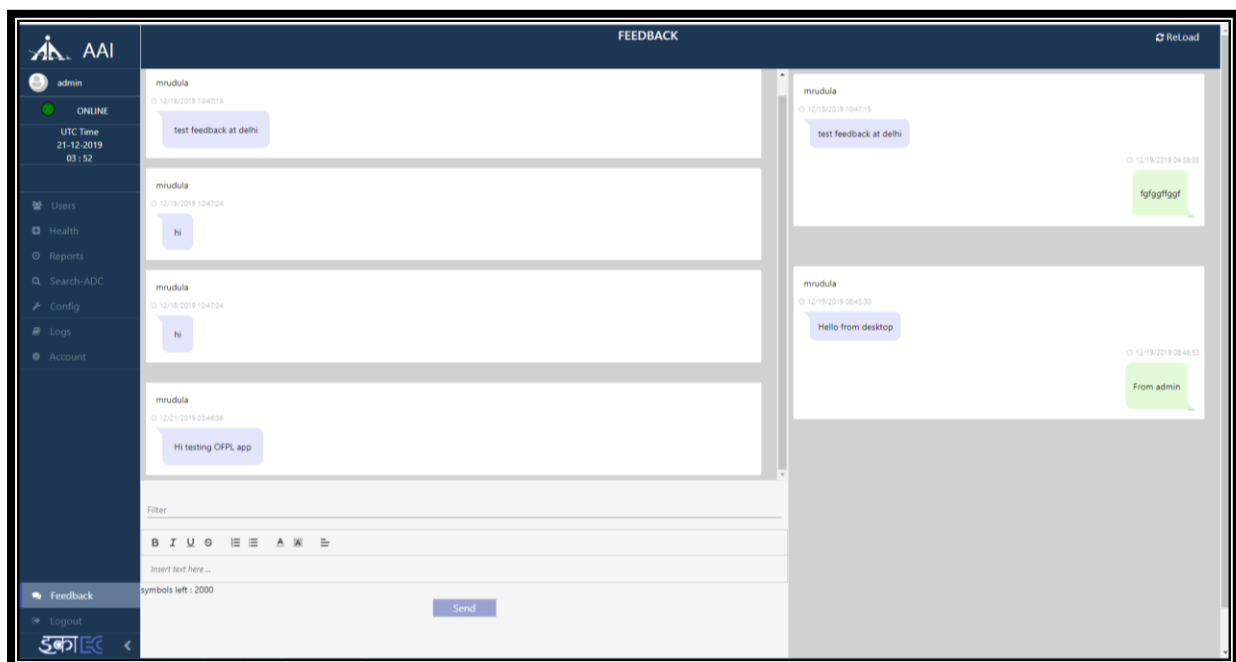 FEEDBACK
ReLoad
AAI
admin
ONLINE
UTC Time
21-12-2019
03 : 52
Users
Health
Reports
Search-ADC
Config
Logs
Account
Feedback
Logout
इकाEC
mrudula
12/18/2019 10:47:15
test feedback at delhi
mrudula
12/18/2019 10:47:24
hi
mrudula
12/18/2019 10:47:24
hi
mrudula
12/21/2019 03:46:36
Hi testing OFPL app
Filter
B I U S A A
Insert text here ...
symbols left : 2000
Send
mrudula
12/18/2019 10:47:15
test feedback at delhi
12/19/2019 04:58:05
fgfggffggf
mrudula
12/19/2019 08:45:30
Hello from desktop
12/19/2019 08:46:53
From admin